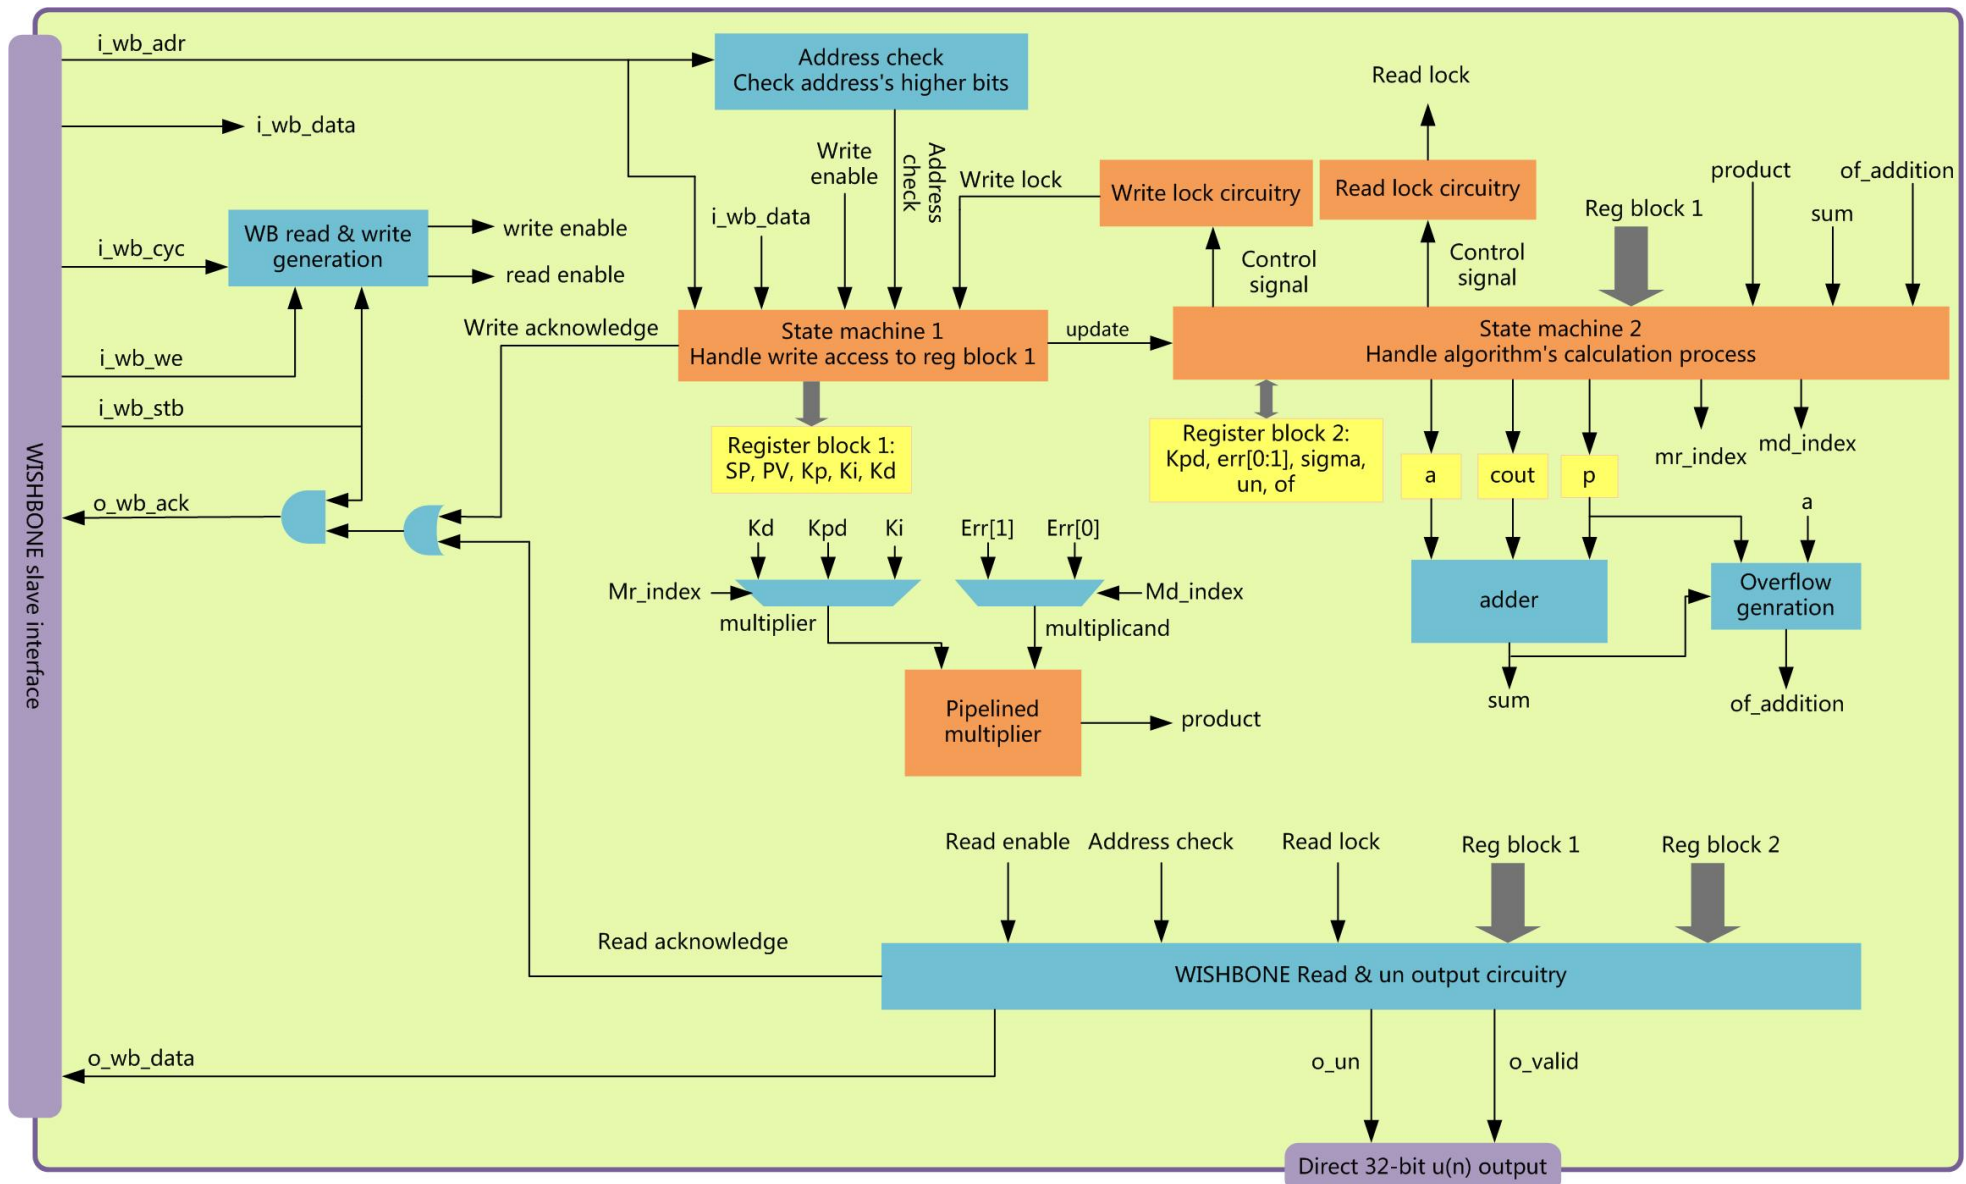 i_wb_adr
Address check
Check address's higher bits
Read lock
i_wb_data
Write
enable
Address
check
Write lock
Write lock circuitry
Read lock circuitry
product
of_addition
Reg block 1
sum
i_wb_data
WB read & write
generation
write enable
read enable
i_wb_cyc
Control
signal
Control
signal
Write acknowledge
State machine 1
Handle write access to reg block 1
update
State machine 2
Handle algorithm's calculation process
i_wb_we
i_wb_stb
WISHBONE slave interface
Register block 1:
SP, PV, Kp, Ki, Kd
Register block 2:
Kpd, err[0:1], sigma,
un, of
a
cout
p
mr_index
md_index
o_wb_ack
Kd
Kpd
Ki
Err[1]
Err[0]
a
Mr_index
Md_index
multiplier
multiplicand
adder
Overflow
genration
Pipelined
multiplier
product
sum
of_addition
Read enable
Address check
Read lock
Reg block 1
Reg block 2
Read acknowledge
WISHBONE Read & un output circuitry
o_wb_data
o_un
o_valid
Direct 32-bit u(n) output